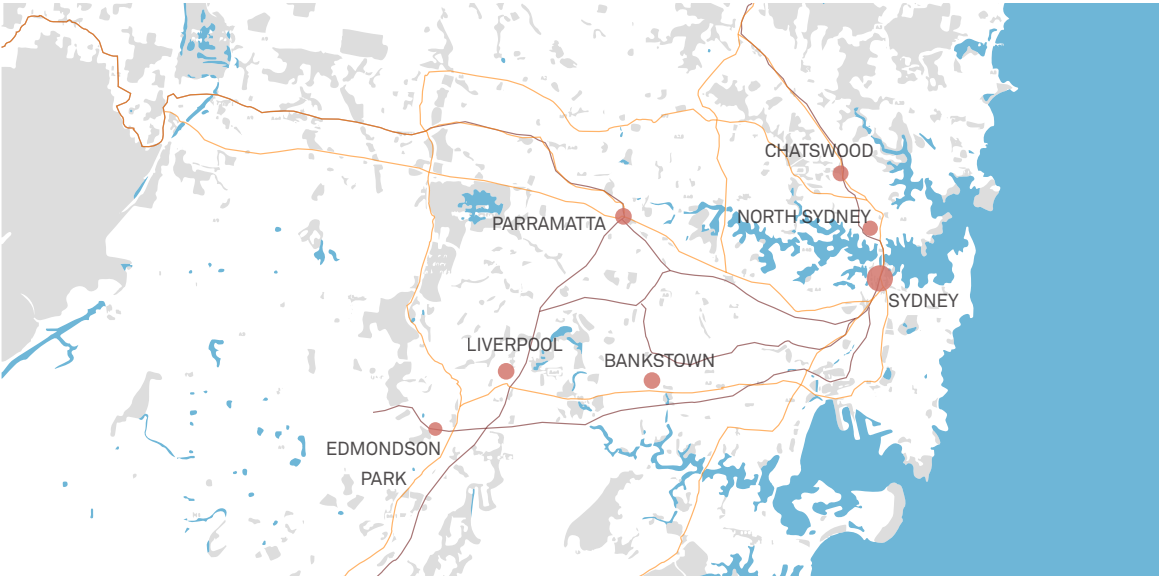 CHATSWOOD
NORTH SYDNEY
PARRAMATTA
SYDNEY
LIVERPOOL
BANKSTOWN
EDMONDSON
PARK